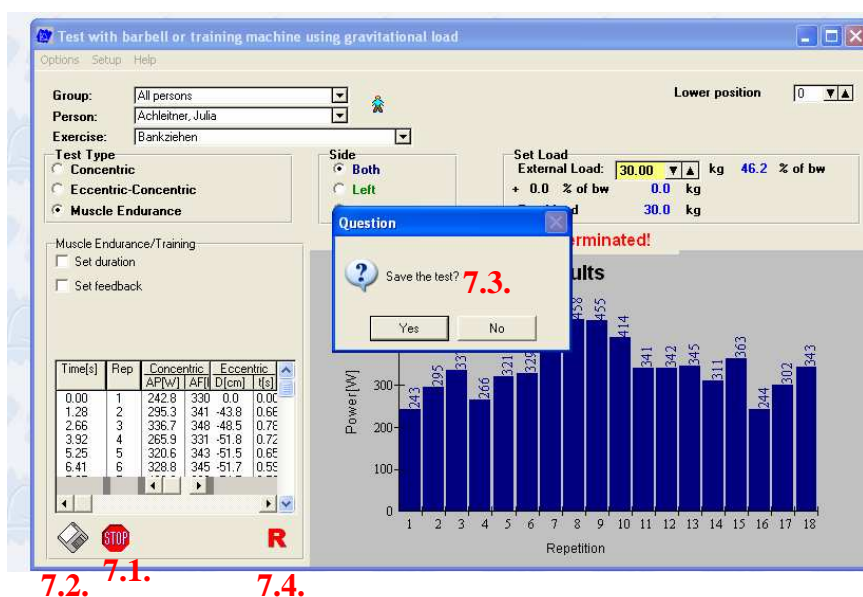 Test with barbell or training machine using gravitational load
Options Setup Help
Group: All persons
Lower position 0
Person: Achleitner, Julia
Exercise: Bankziehen
Test Type
Concentric
Eccentric-Concentric
Muscle Endurance
Side
Both
Left
Set Load
External Load: 30.00 kg 46.2 % of bw
+ 0.0 % of bw 0.0 kg
30.0 kg
Question
Save the test? 7.3.
Yes No
Muscle Endurance/Training
Set duration
Set feedback
Time[s] Rep Concentric Eccentric
AP[W] AF[ D[cm] t[s]
0.00 1 242.8 330 0.0 0.00
1.28 2 295.3 341 -43.8 0.66
2.66 3 336.7 348 -48.5 0.78
3.92 4 265.9 331 -51.8 0.72
5.25 5 320.6 343 -51.5 0.65
6.41 6 328.8 345 -51.7 0.59
STOP
R
7.2. 7.1. 7.4.
rminated!
ults
Power[W]
300
200
100
0
243 295 337 266 321 329 458 455 414 341 342 345 311 363 244 302 343
1 2 3 4 5 6 7 8 9 10 11 12 13 14 15 16 17 18
Repetition